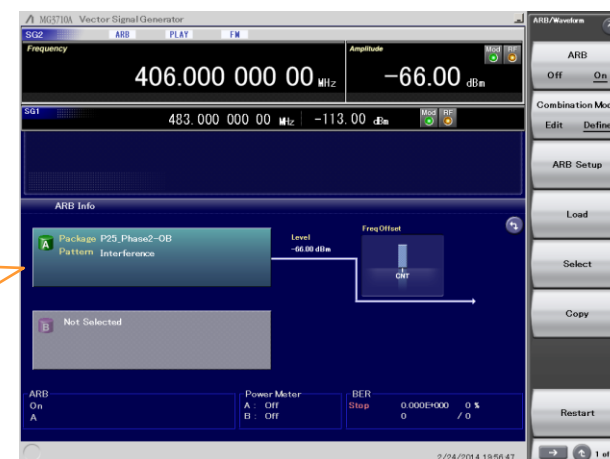 MG3710A Vector Signal Generator
SG2 ARB PLAY FM
Frequency
406.000 000 00 MHz
Amplitude
-66.00 dBm
Mod RF
SG1
483.000 000 00 MHz -113.00 dBm
Mod RF
ARB Info
A Package P25_Phase2-OB
Pattern Interference
Level
-66.00 dBm
FreqOffset
CNT
B Not Selected
ARB
On
A
Power Meter
A : Off
B : Off
BER
Stop 0.000E+000 0 %
0 / 0
2/24/2014 19:56:47
ARB/Waveform
ARB
Off On
Combination Mod
Edit Define
ARB Setup
Load
Select
Copy
Restart
1 of